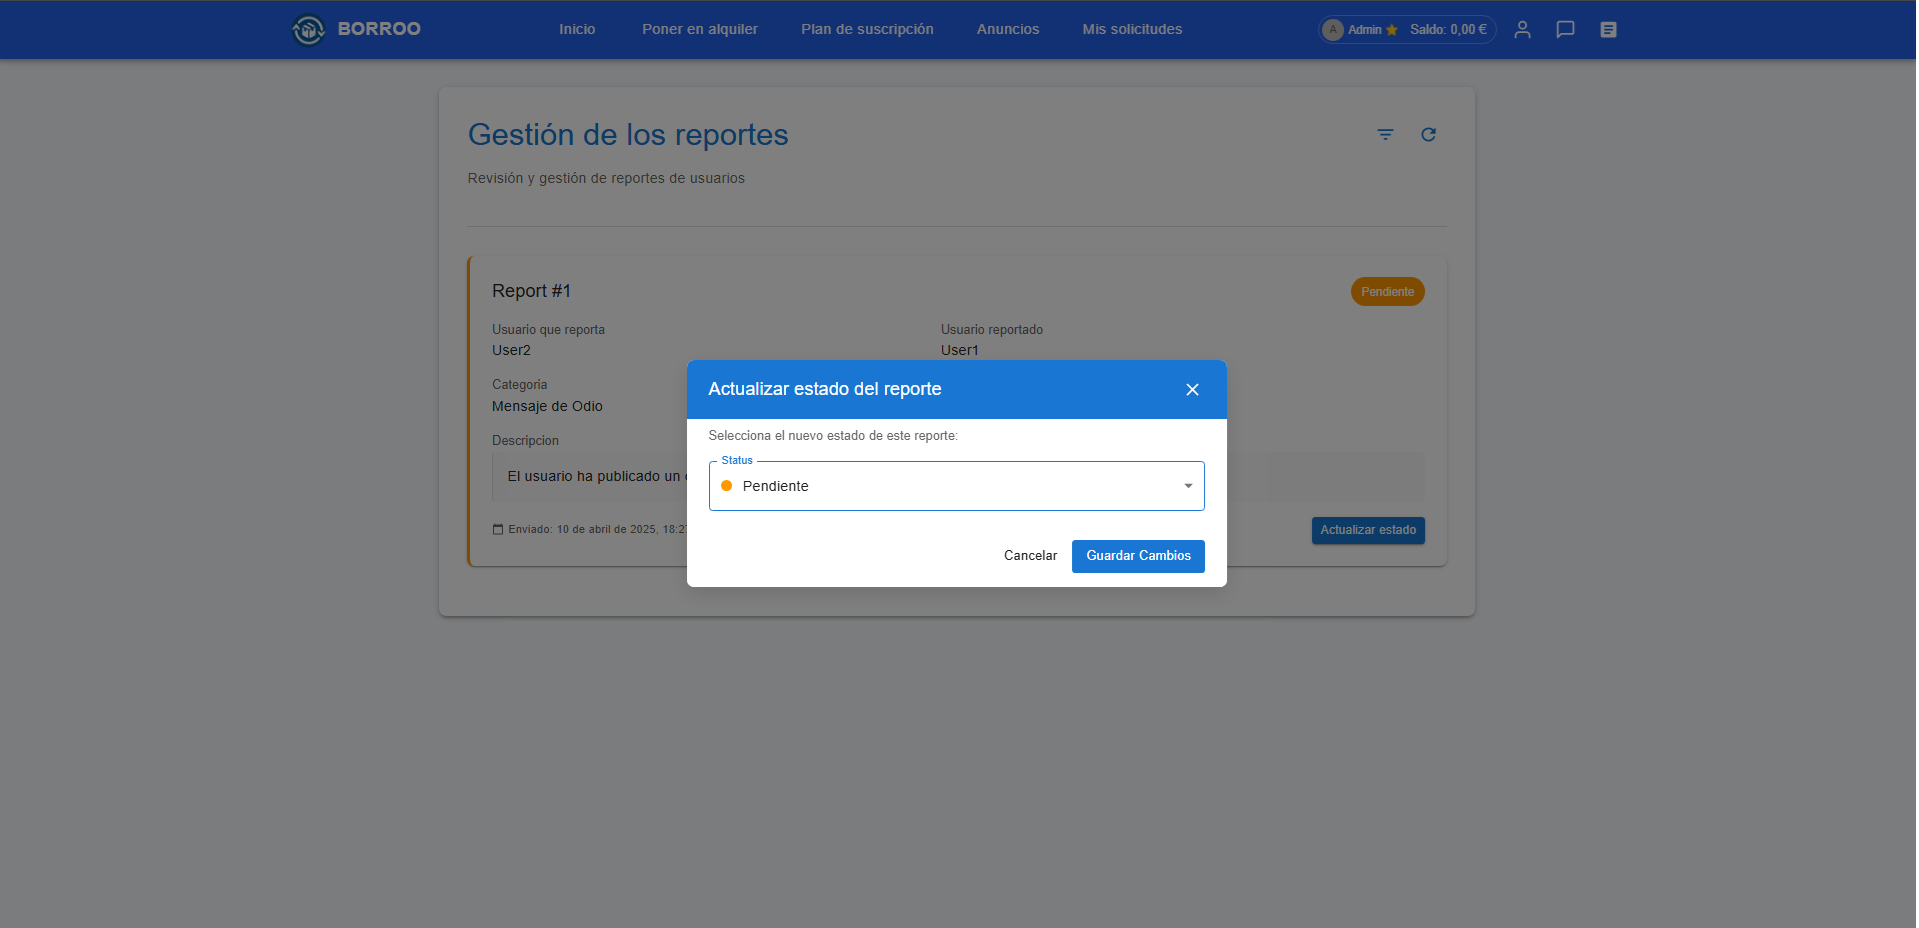 BORROO
Inicio
Poner en alquiler
Plan de suscripción
Anuncios
Mis solicitudes
A
Admin
Saldo: 0,00 €
Gestión de los reportes
Revisión y gestión de reportes de usuarios
Report #1
Pendiente
Usuario que reporta
Usuario reportado
User2
User1
Categoria
Mensaje de Odio
Descripcion
El usuario ha publicado un
Enviado: 10 de abril de 2025, 18:2
Actualizar estado
Actualizar estado del reporte
Selecciona el nuevo estado de este reporte:
Status
Pendiente
Cancelar
Guardar Cambios